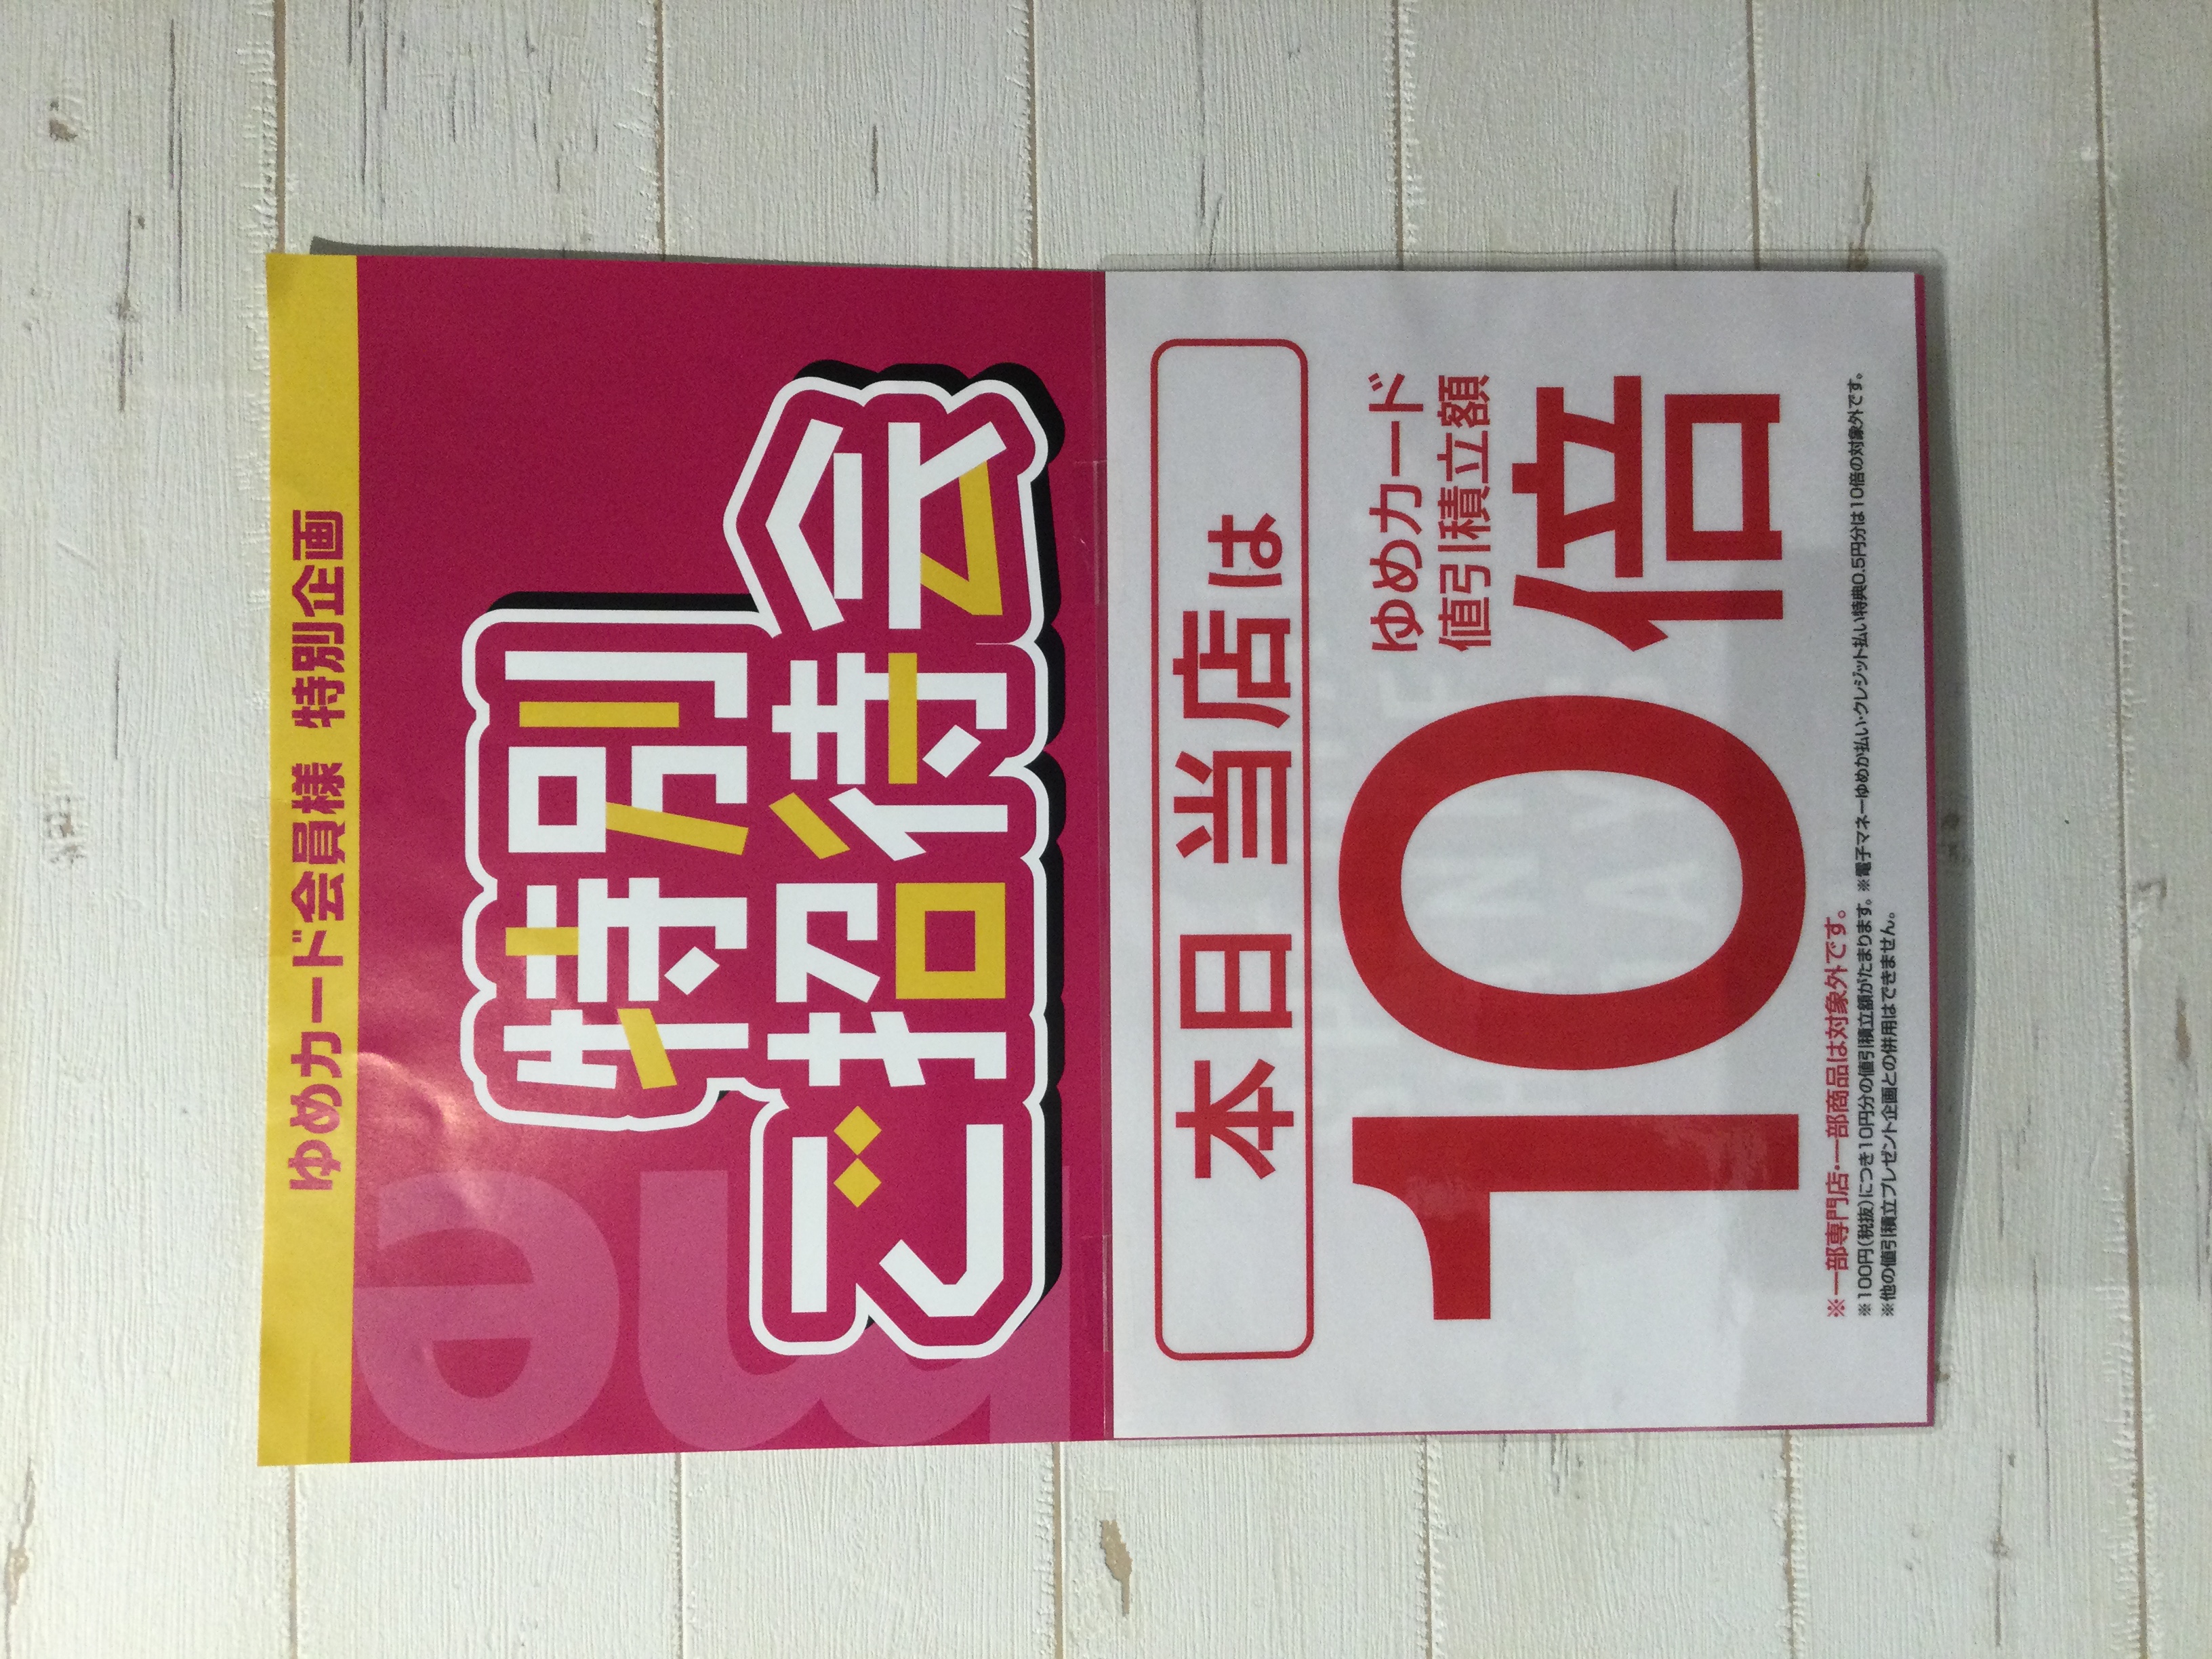 ゆめカード会員様 特別企画
me
特別
ご招待会
本日当店は
ゆめカード
値引積立額
10倍
※一部専門店・一部商品は対象外です。
※100円(税抜)につき10円分の値引積立額がたまります。※電子マネーゆめか払い・クレジット払い特典0.5円分は10倍の対象外です。
※他の値引積立プレゼント企画との併用はできません。